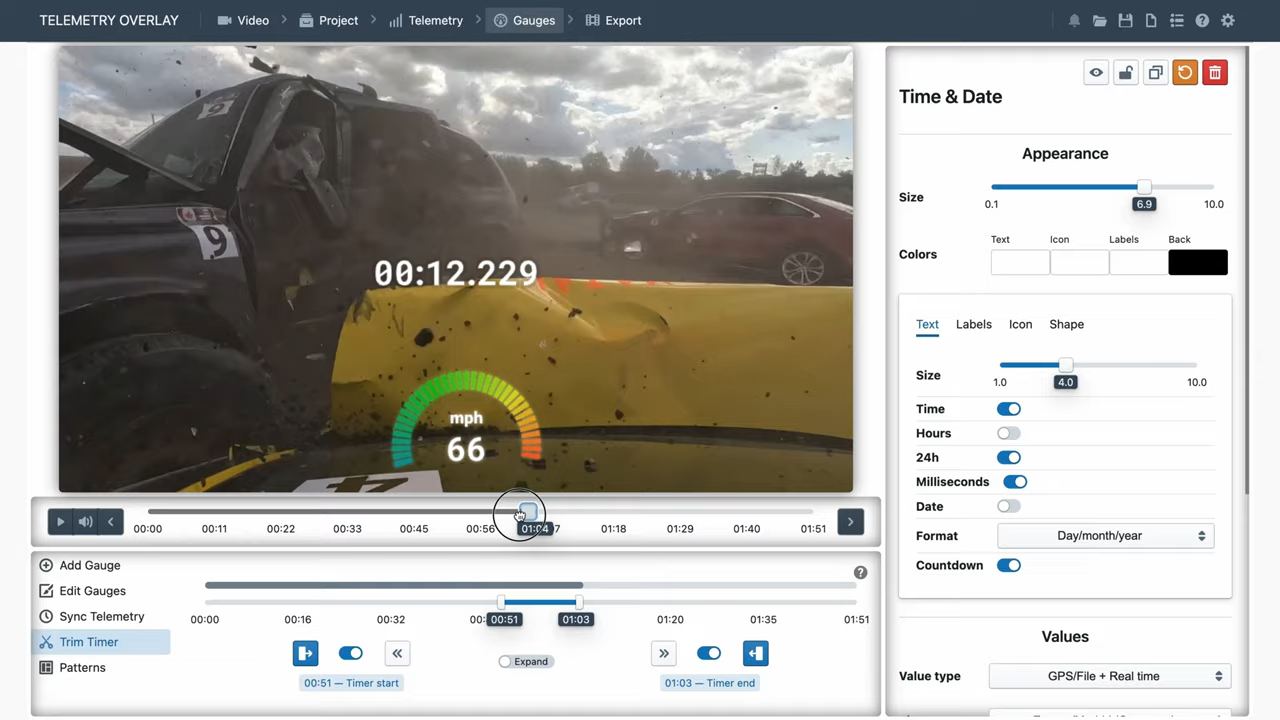 TELEMETRY OVERLAY
Video
Project
Telemetry
Gauges
Export
9
9
00:12.229
mph
66
Time & Date
Appearance
Size
0.1
6.9
10.0
Colors
Text
Icon
Labels
Back
Text
Labels
Icon
Shape
Size
1.0
4.0
10.0
Time
Hours
24h
Milliseconds
Date
Format
Day/month/year
Countdown
Values
Value type
GPS/File + Real time
00:00
00:11
00:22
00:33
00:45
00:56
01:04
01:18
01:29
01:40
01:51
Add Gauge
Edit Gauges
Sync Telemetry
Trim Timer
Patterns
00:00
00:16
00:32
00:51
01:03
01:20
01:35
01:51
Expand
00:51 — Timer start
01:03 — Timer end